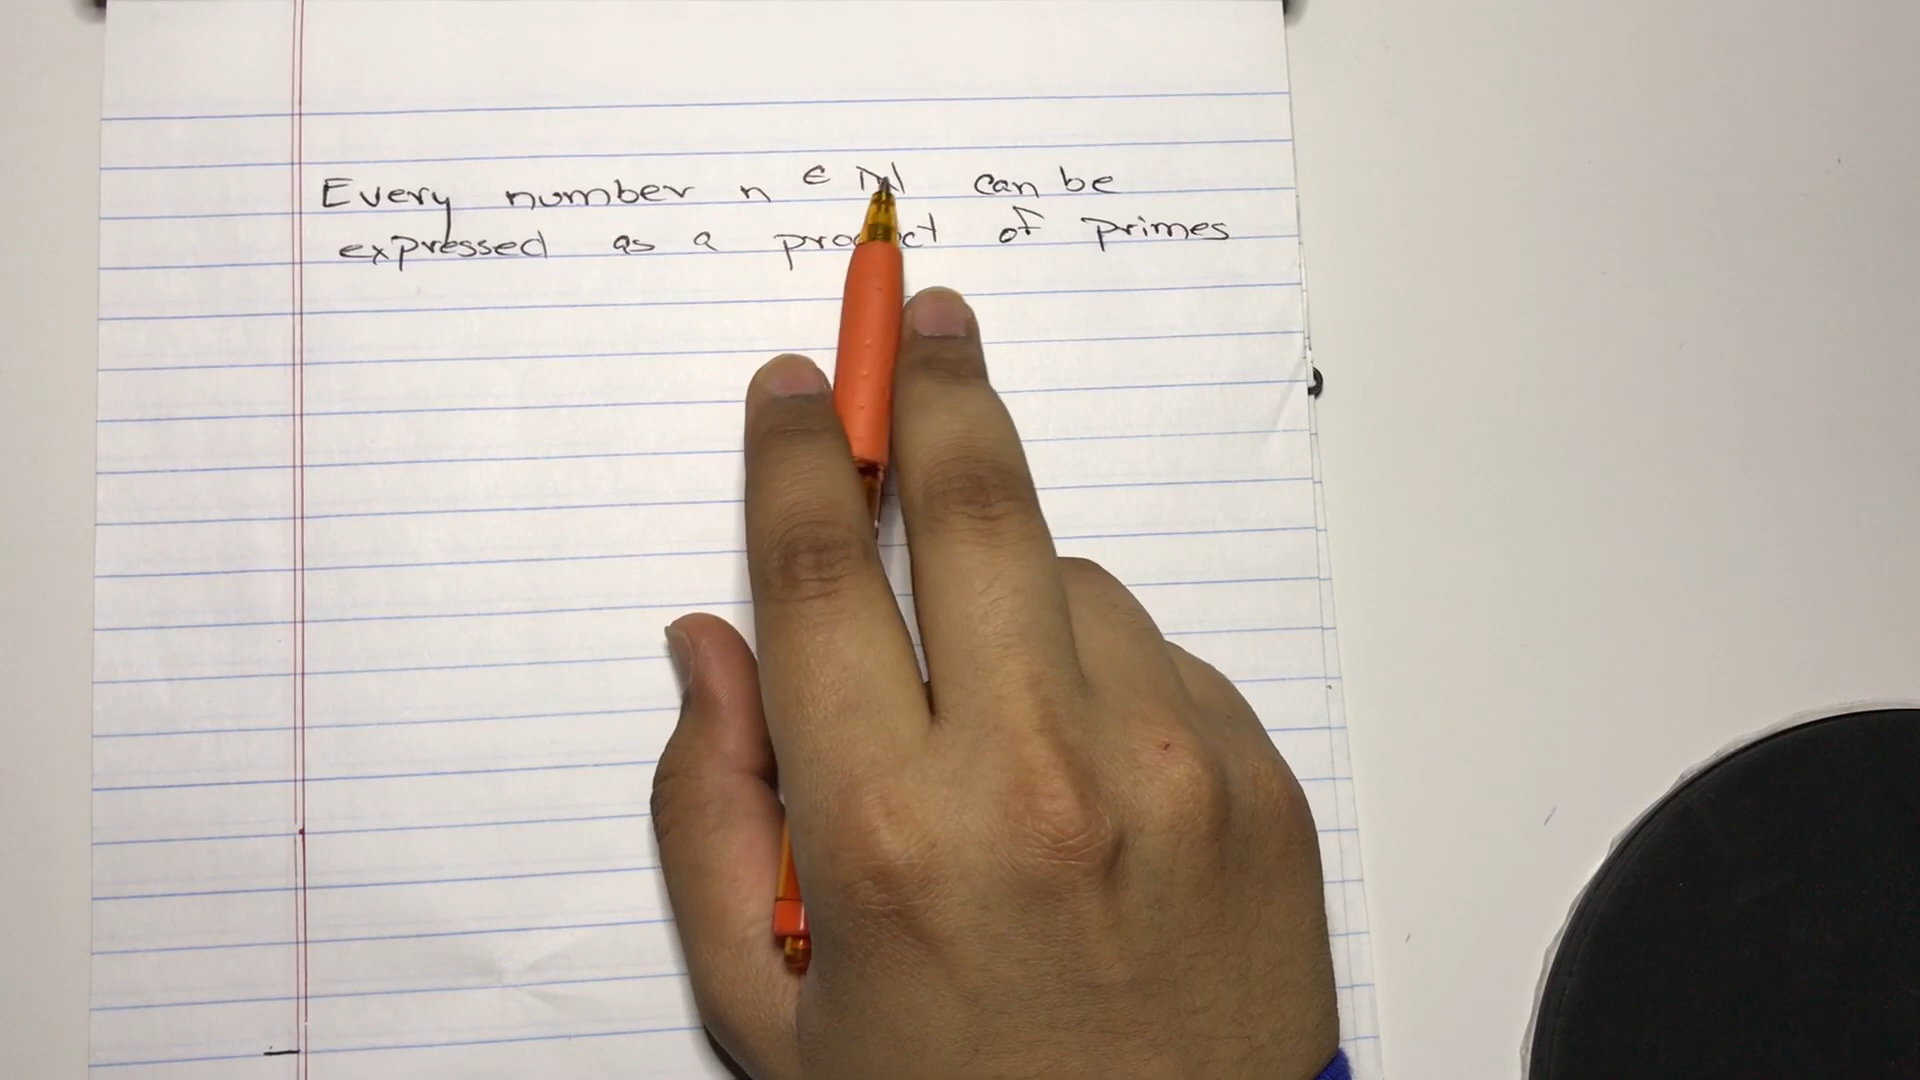 Every number n ∈ ℕ can be
expressed as a product of primes